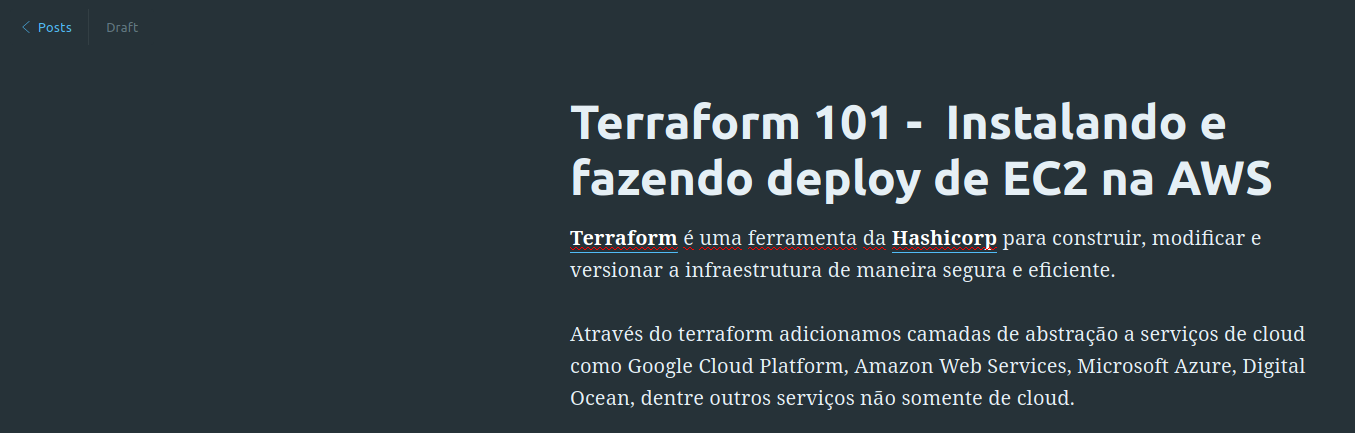 Posts
Draft
Terraform 101 -  Instalando e
fazendo deploy de EC2 na AWS
Terraform é uma ferramenta da Hashicorp para construir, modificar e
versionar a infraestrutura de maneira segura e eficiente.
Através do terraform adicionamos camadas de abstração a serviços de cloud
como Google Cloud Platform, Amazon Web Services, Microsoft Azure, Digital
Ocean, dentre outros serviços não somente de cloud.